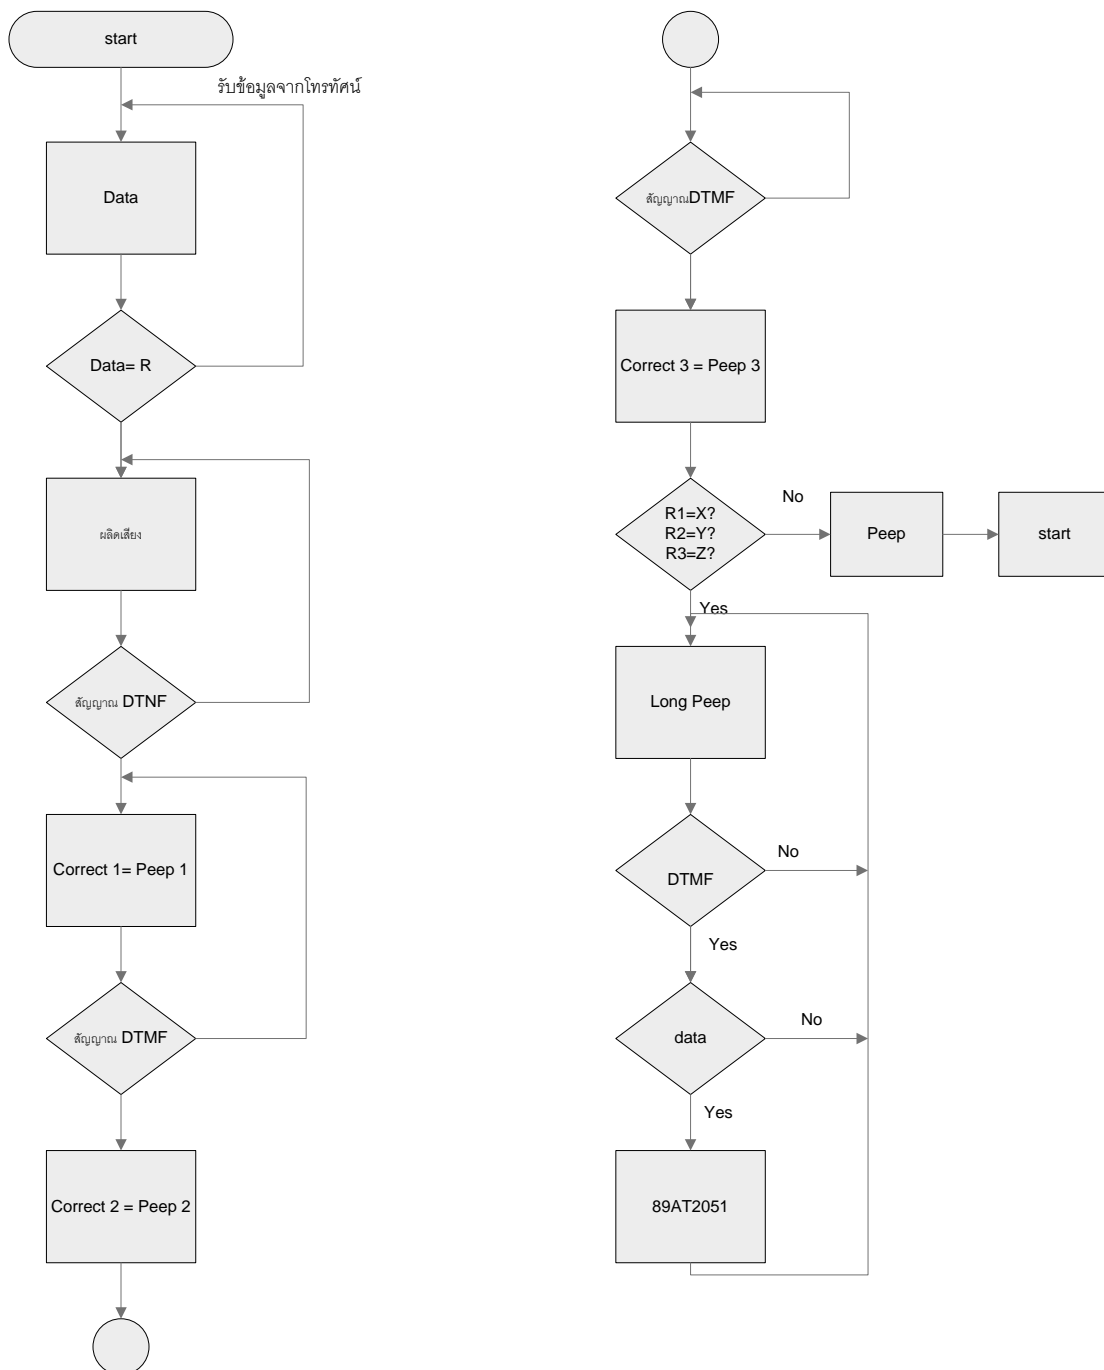 start
รับข้อมูลจากโทรทัศน์
Data
Data= R
ผลิตเสียง
สัญญาณ DTNF
Correct 1= Peep 1
สัญญาณ DTMF
Correct 2 = Peep 2
สัญญาณDTMF
Correct 3 = Peep 3
R1=X?
R2=Y?
R3=Z?
No
Peep
start
Yes
Long Peep
DTMF
No
Yes
data
No
Yes
89AT2051